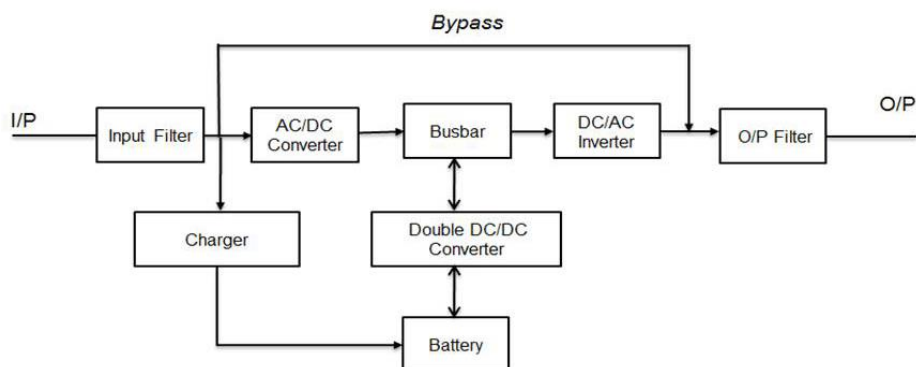 Bypass
I/P
Input Filter
AC/DC
Converter
Busbar
DC/AC
Inverter
O/P Filter
O/P
Charger
Double DC/DC
Converter
Battery